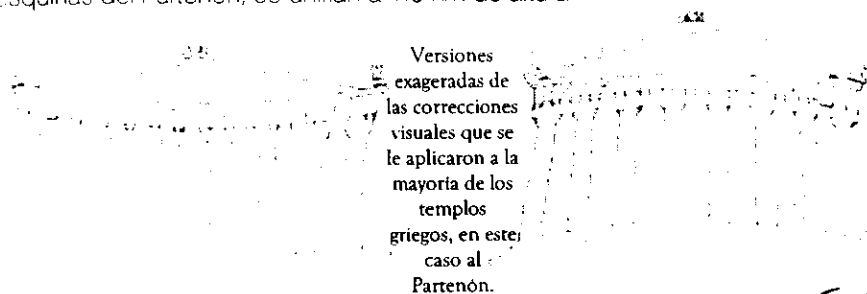 Versiones
exageradas de
las correcciones
visuales que se
le aplicaron a la
mayoría de los
templos
griegos, en este
caso al
Partenón.